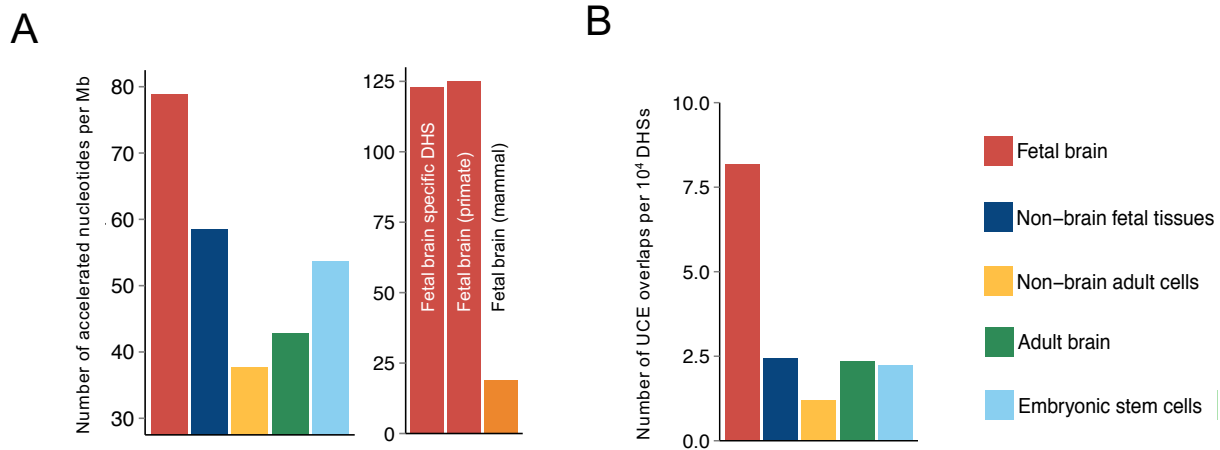 A
B
Number of accelerated nucleotides per Mb
80
70
60
50
40
30
125
100
75
50
25
0
Fetal brain specific DHS
Fetal brain (primate)
Fetal brain (mammal)
Number of UCE overlaps per 10⁴ DHSs
10.0
7.5
5.0
2.5
0.0
Fetal brain
Non−brain fetal tissues
Non−brain adult cells
Adult brain
Embryonic stem cells